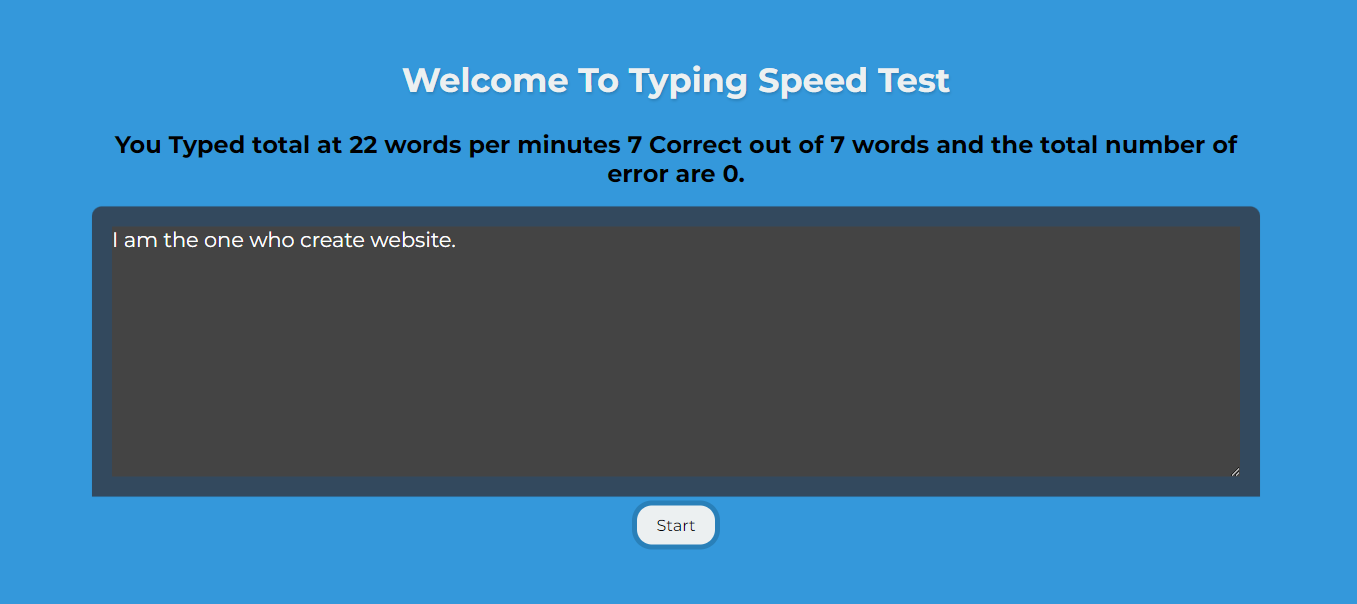 Welcome To Typing Speed Test
You Typed total at 22 words per minutes 7 Correct out of 7 words and the total number of
error are 0.
I am the one who create website.
Start